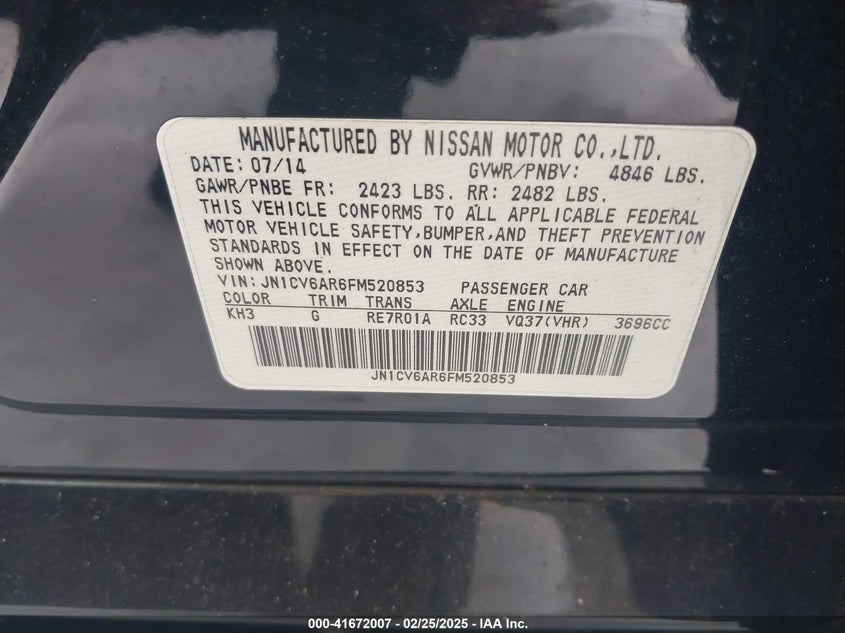 MANUFACTURED BY NISSAN MOTOR CO.,LTD.
DATE: 07/14 GVWR/PNBV: 4846 LBS.
GAWR/PNBE FR: 2423 LBS. RR: 2482 LBS.
THIS VEHICLE CONFORMS TO ALL APPLICABLE FEDERAL
MOTOR VEHICLE SAFETY,BUMPER,AND THEFT PREVENTION
STANDARDS IN EFFECT ON THE DATE OF MANUFACTURE
SHOWN ABOVE.
VIN: JN1CV6AR6FM520853 PASSENGER CAR
COLOR TRIM TRANS AXLE ENGINE
KH3 G RE7R01A RC33 VQ37(VHR) 3696CC
JN1CV6AR6FM520853
000-41672007 - 02/25/2025 - IAA Inc.